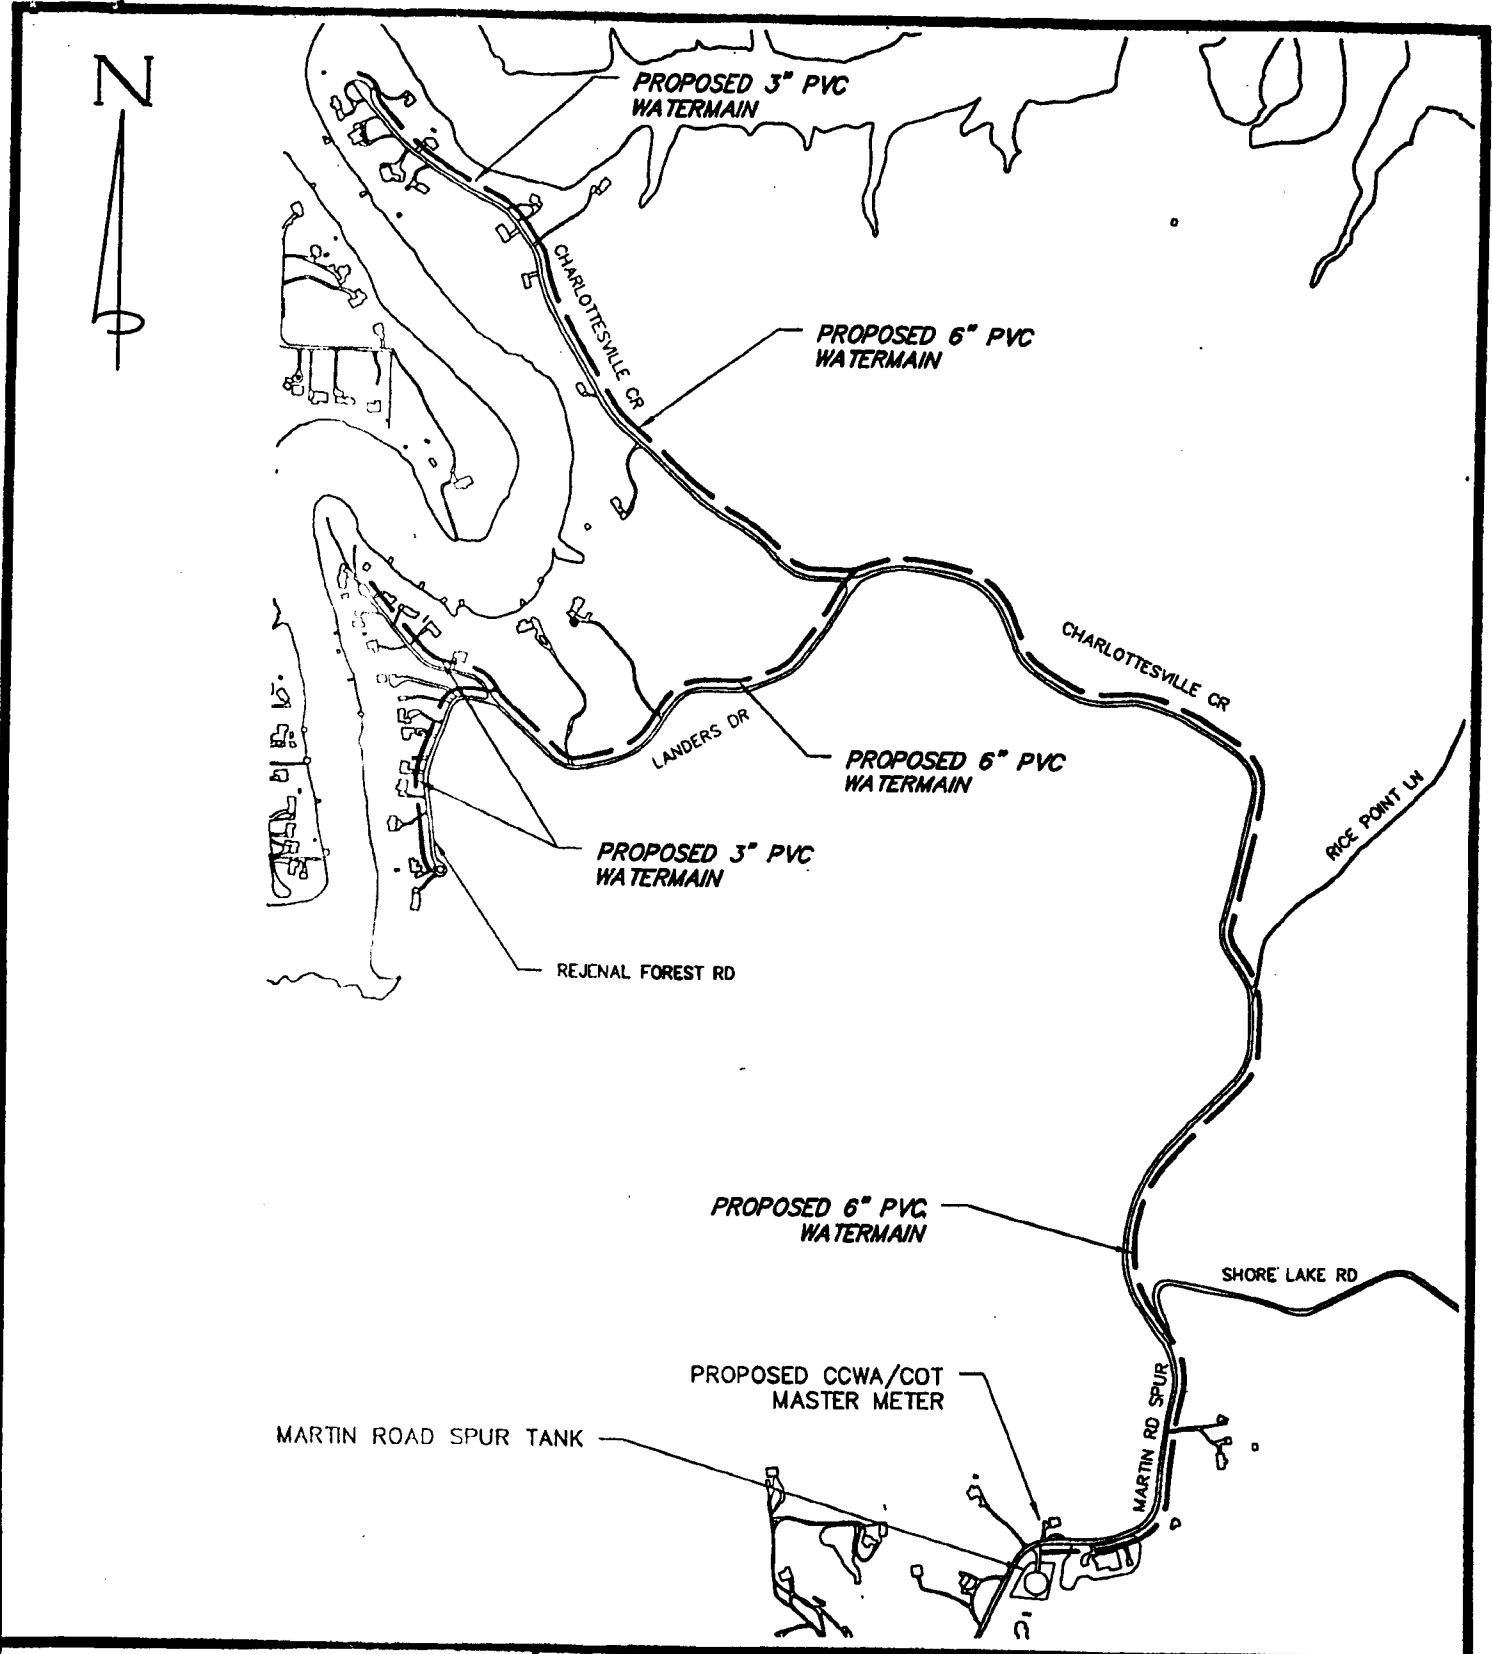 N
PROPOSED 3" PVC
WATERMAIN
CHARLOTTESVILLE CR
PROPOSED 6" PVC
WATERMAIN
CHARLOTTESVILLE CR
LANDERS DR
PROPOSED 6" PVC
WATERMAIN
RICE POINT LN
PROPOSED 3" PVC
WATERMAIN
REJENAL FOREST RD
PROPOSED 6" PVC
WATERMAIN
SHORE LAKE RD
PROPOSED CCWA/COT
MASTER METER
MARTIN RD SPUR
MARTIN ROAD SPUR TANK